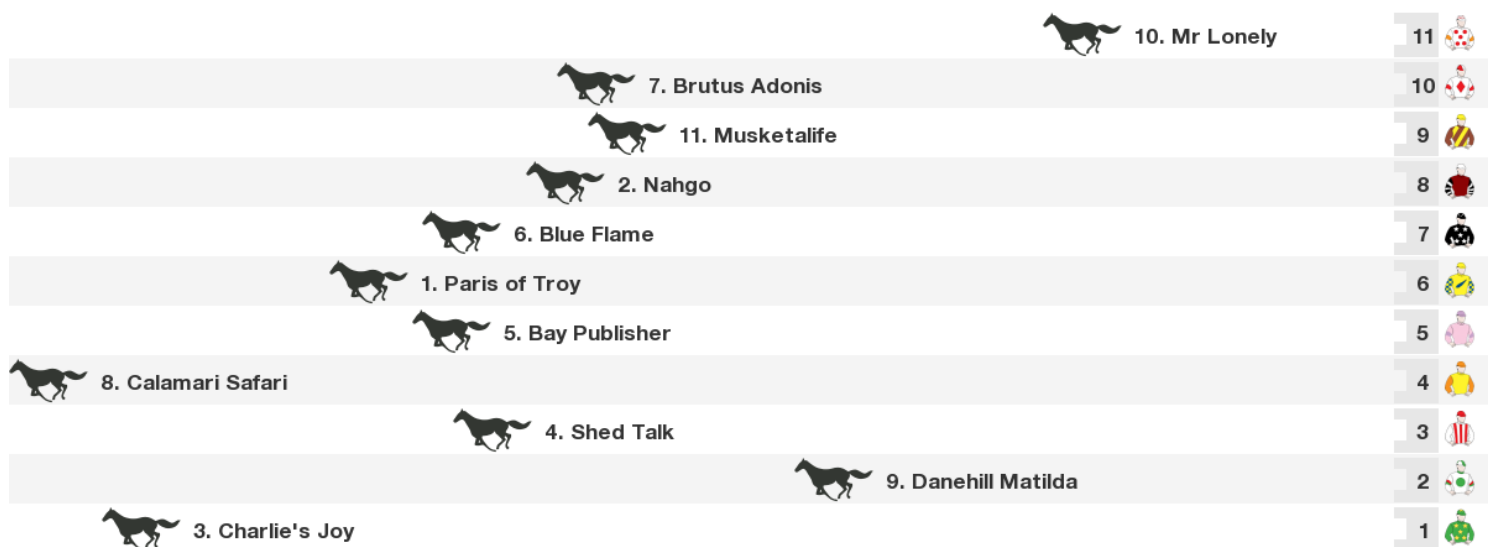 10. Mr Lonely 11
7. Brutus Adonis 10
11. Musketalife 9
2. Nahgo 8
6. Blue Flame 7
1. Paris of Troy 6
5. Bay Publisher 5
8. Calamari Safari 4
4. Shed Talk 3
9. Danehill Matilda 2
3. Charlie's Joy 1